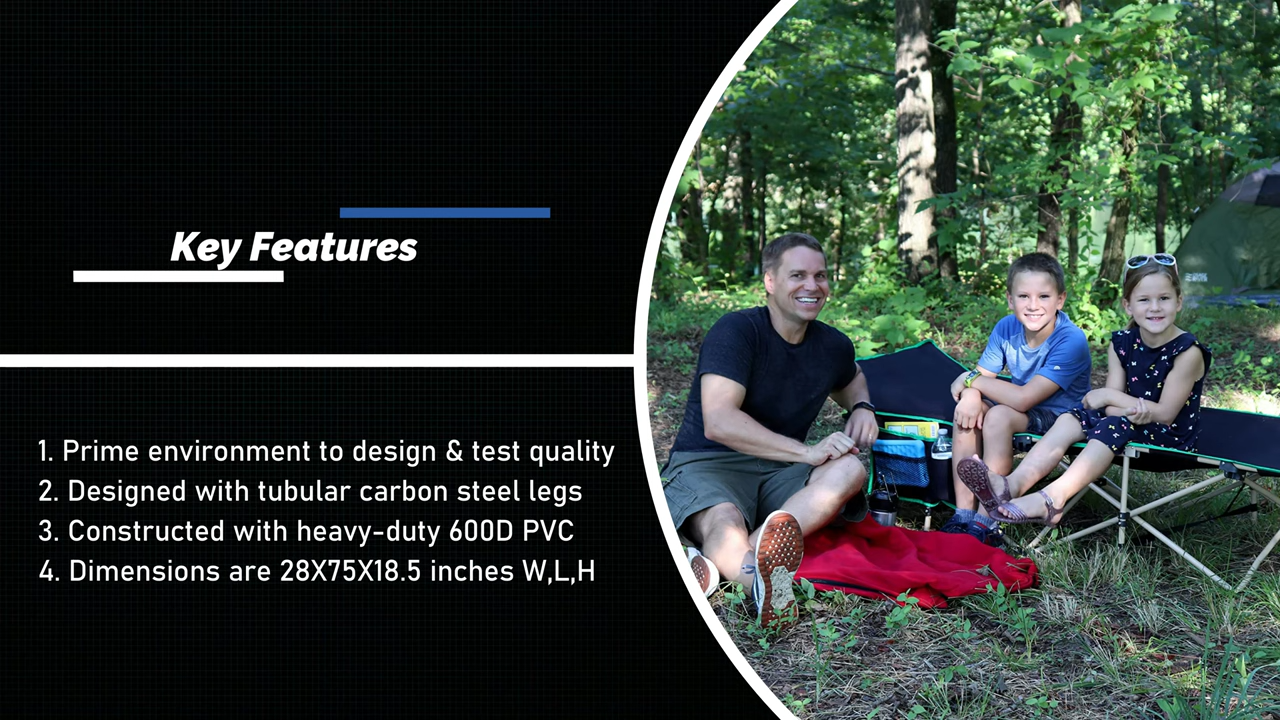 Key Features
1. Prime environment to design & test quality
2. Designed with tubular carbon steel legs
3. Constructed with heavy-duty 600D PVC
4. Dimensions are 28X75X18.5 inches W,L,H